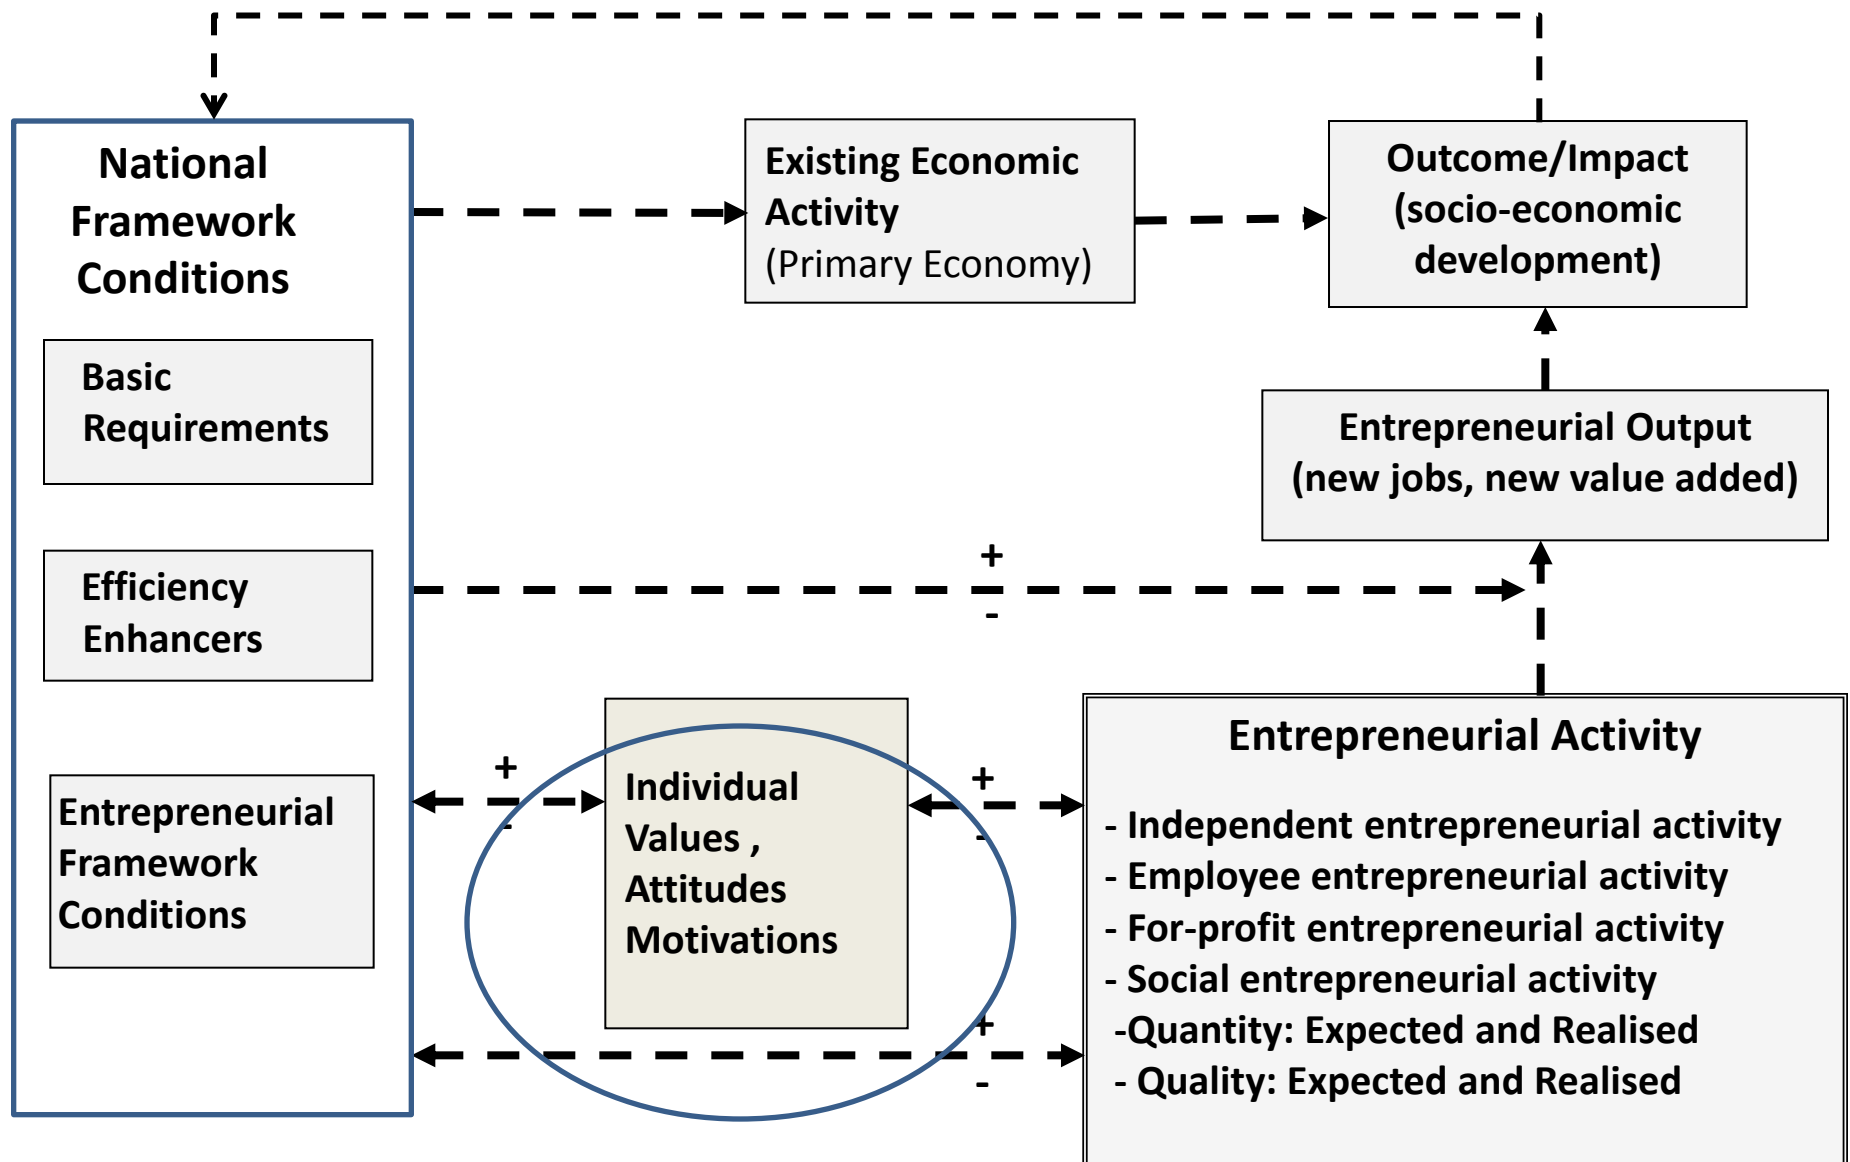 National
Framework
Conditions
Basic
Requirements
Efficiency
Enhancers
Entrepreneurial
Framework
Conditions
Existing Economic
Activity
(Primary Economy)
Outcome/Impact
(socio-economic
development)
Entrepreneurial Output
(new jobs, new value added)
+
-
+
-
Individual
Values ,
Attitudes
Motivations
+
-
+
-
Entrepreneurial Activity
- Independent entrepreneurial activity
- Employee entrepreneurial activity
- For-profit entrepreneurial activity
- Social entrepreneurial activity
-Quantity: Expected and Realised
- Quality: Expected and Realised